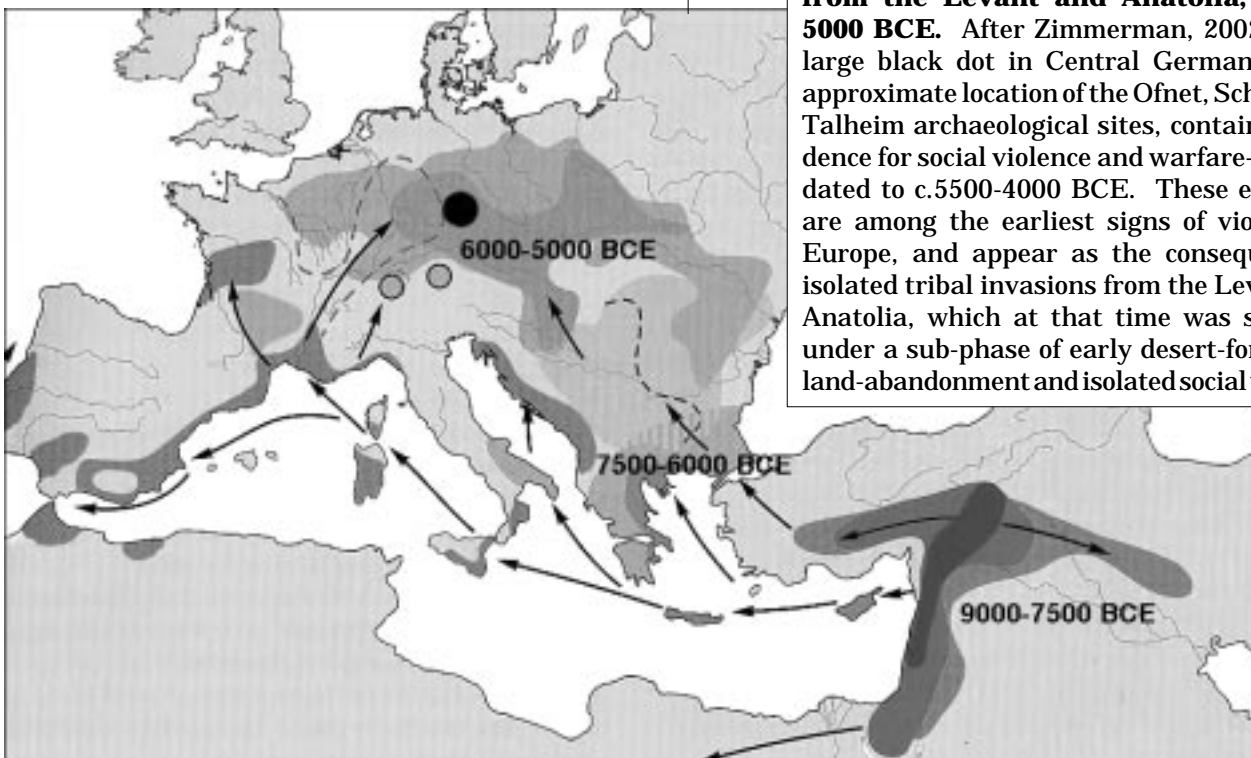 from the Levant and Anatolia,
5000 BCE. After Zimmerman, 2002
large black dot in Central German
approximate location of the Ofnet, Sch
Talheim archaeological sites, contain
dence for social violence and warfare-
dated to c.5500-4000 BCE. These e
are among the earliest signs of vio
Europe, and appear as the consequ
isolated tribal invasions from the Lev
Anatolia, which at that time was s
under a sub-phase of early desert-for
land-abandonment and isolated social
6000-5000 BCE
7500-6000 BCE
9000-7500 BCE